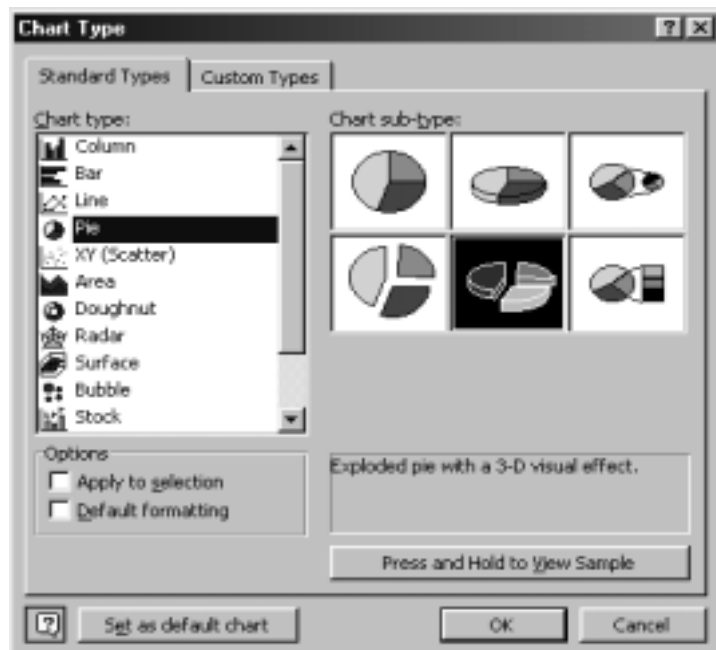 Chart Type
Standard Types
Custom Types
Chart type:
Column
Bar
Line
Pie
XY (Scatter)
Area
Doughnut
Radar
Surface
Bubble
Stock
Chart sub-type:
Options
Apply to selection
Default formatting
Exploded pie with a 3-D visual effect.
Press and Hold to View Sample
Set as default chart
OK
Cancel